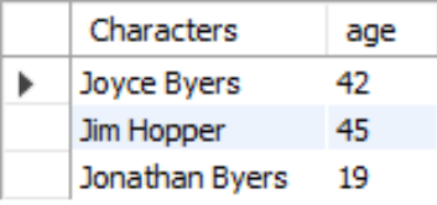 Characters age
Joyce Byers 42
Jim Hopper 45
Jonathan Byers 19